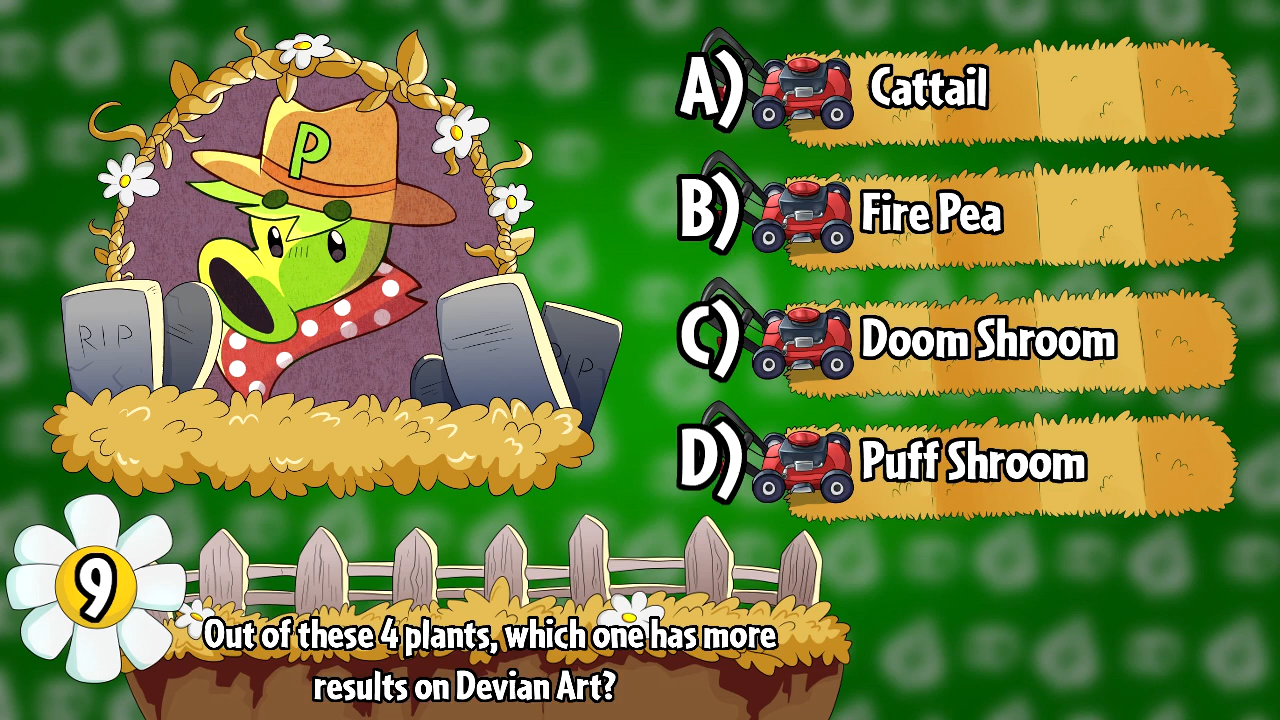 P
RIP
RIP
A) Cattail
B) Fire Pea
C) Doom Shroom
D) Puff Shroom
9
Out of these 4 plants, which one has more
results on Devian Art?